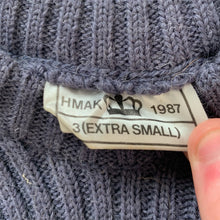 HMAK 1987
3(EXTRA SMALL)